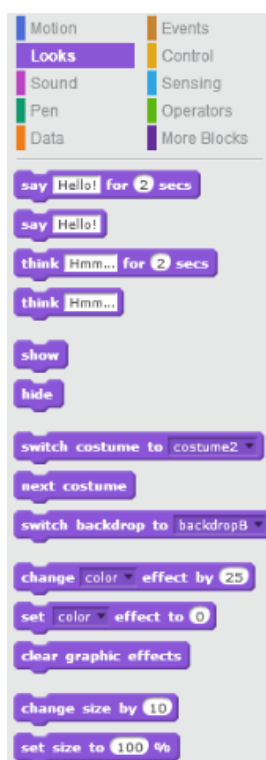 Motion Events
Looks Control
Sound Sensing
Pen Operators
Data More Blocks
say Hello! for 2 secs
say Hello!
think Hmm... for 2 secs
think Hmm...
show
hide
switch costume to costume2
next costume
switch backdrop to backdrop8
change color effect by 25
set color effect to 0
clear graphic effects
change size by 10
set size to 100 %